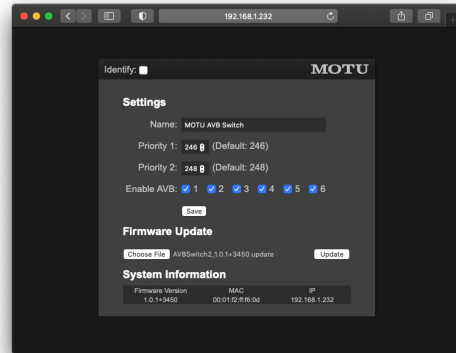 192.168.1.232
Identify:
MOTU
Settings
Name: MOTU AVB Switch
Priority 1: 246 (Default: 246)
Priority 2: 248 (Default: 248)
Enable AVB: 1 2 3 4 5 6
Save
Firmware Update
Choose File AVBSwitch2_1.0.1+3450.update Update
System Information
Firmware Version MAC IP
1.0.1+3450 00:01:f2:ff:f6:0d 192.168.1.232